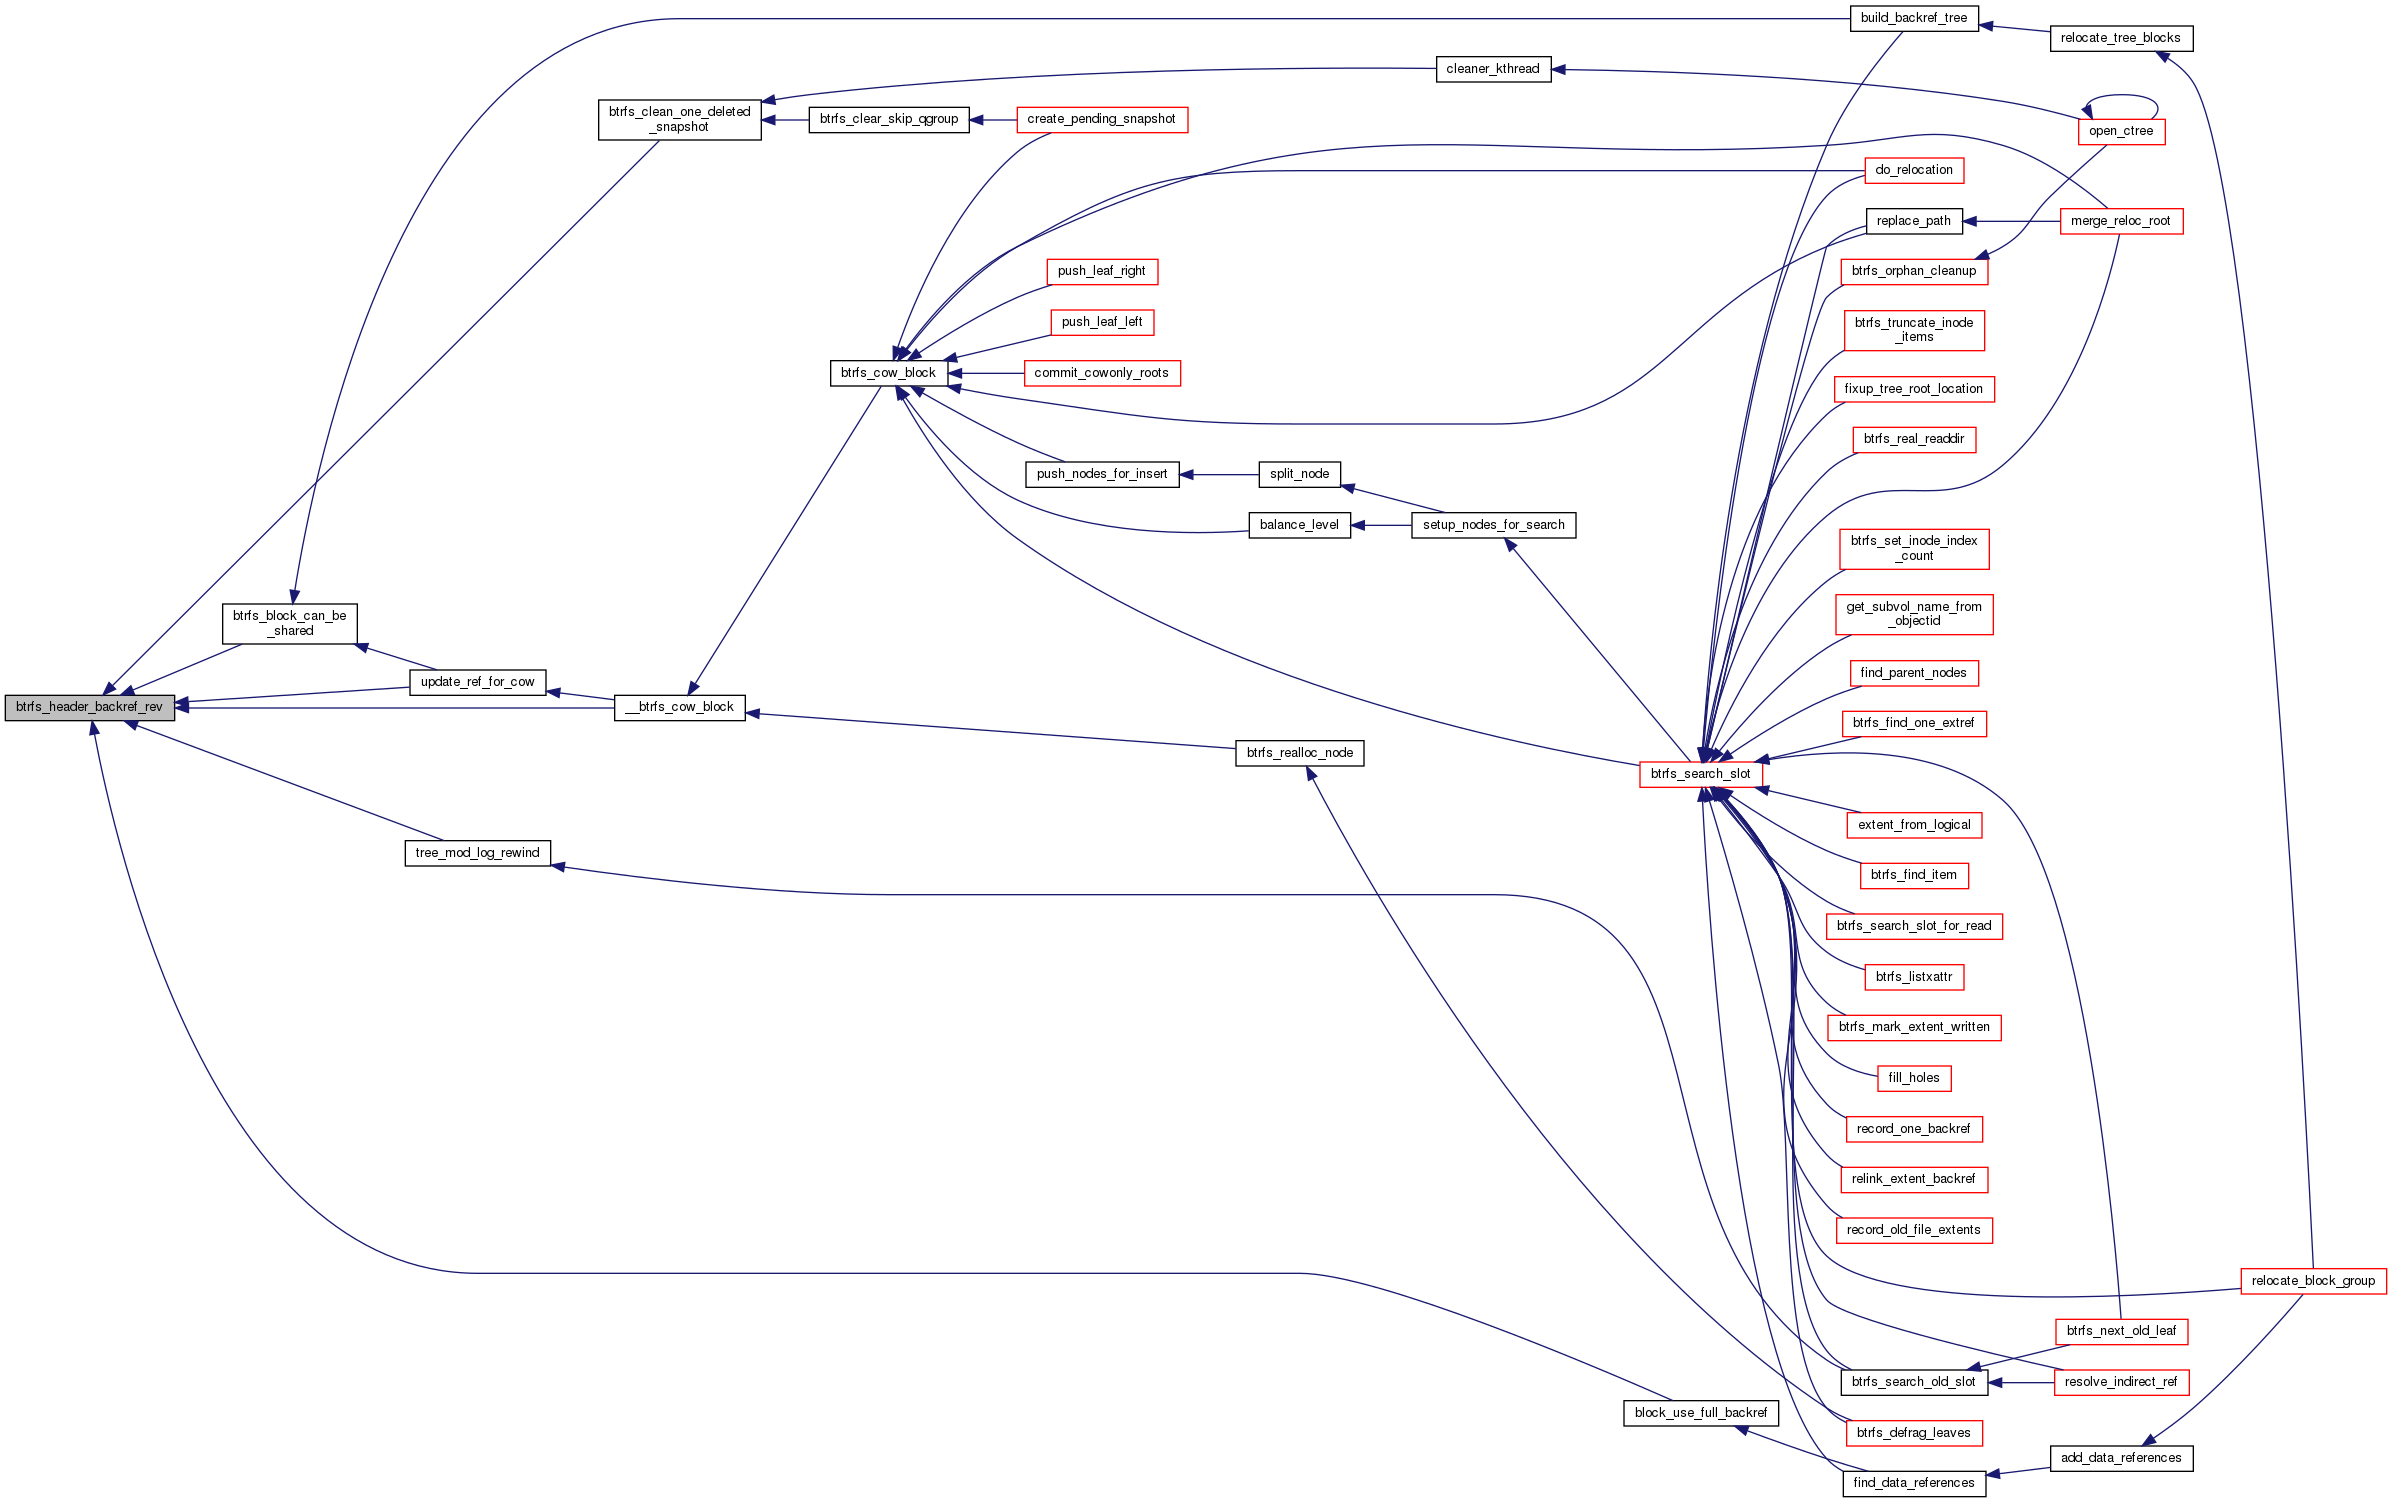 build_backref_tree
relocate_tree_blocks
cleaner_kthread
btrfs_clean_one_deleted
_snapshot
btrfs_clear_skip_qgroup
create_pending_snapshot
open_ctree
do_relocation
replace_path
merge_reloc_root
push_leaf_right
btrfs_orphan_cleanup
push_leaf_left
btrfs_truncate_inode
_items
btrfs_cow_block
commit_cowonly_roots
fixup_tree_root_location
btrfs_real_readdir
push_nodes_for_insert
split_node
balance_level
setup_nodes_for_search
btrfs_set_inode_index
_count
btrfs_block_can_be
_shared
get_subvol_name_from
_objectid
update_ref_for_cow
find_parent_nodes
btrfs_header_backref_rev
__btrfs_cow_block
btrfs_find_one_extref
btrfs_realloc_node
btrfs_search_slot
extent_from_logical
tree_mod_log_rewind
btrfs_find_item
btrfs_search_slot_for_read
btrfs_listxattr
btrfs_mark_extent_written
fill_holes
record_one_backref
relink_extent_backref
record_old_file_extents
relocate_block_group
btrfs_next_old_leaf
btrfs_search_old_slot
resolve_indirect_ref
block_use_full_backref
btrfs_defrag_leaves
add_data_references
find_data_references